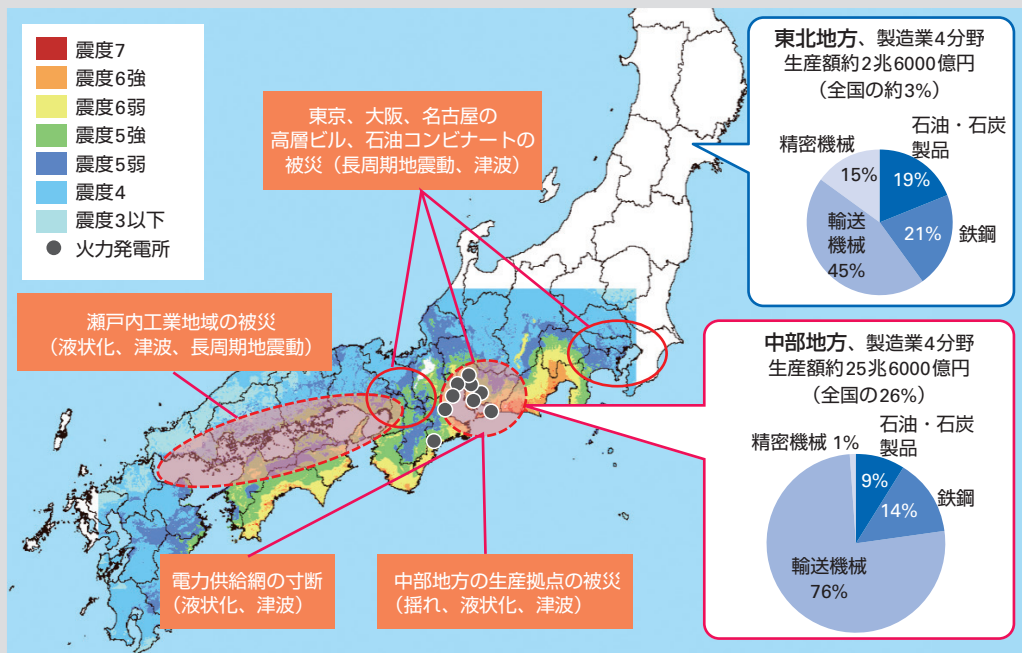 震度7
震度6強
震度6弱
震度5強
震度5弱
震度4
震度3以下
火力発電所
東京、大阪、名古屋の
高層ビル、石油コンビナートの
被災（長周期地震動、津波）
瀬戸内工業地域の被災
（液状化、津波、長周期地震動）
電力供給網の寸断
（液状化、津波）
中部地方の生産拠点の被災
（揺れ、液状化、津波）
東北地方、製造業4分野
生産額約2兆6000億円
（全国の約3%）
精密機械
石油・石炭
製品
15%
19%
輸送
機械
45%
21%
鉄鋼
中部地方、製造業4分野
生産額約25兆6000億円
（全国の26%）
精密機械 1%
石油・石炭
製品
9%
14%
鉄鋼
輸送機械
76%